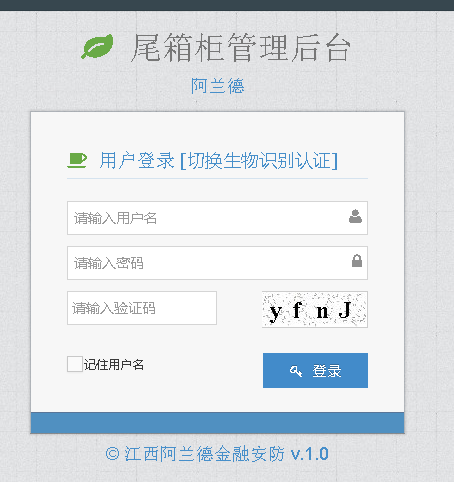 尾箱柜管理后台
阿兰德
用户登录 [切换生物识别认证]
请输入用户名
请输入密码
请输入验证码
y f n J
记住用户名
登录
© 江西阿兰德金融安防 v.1.0